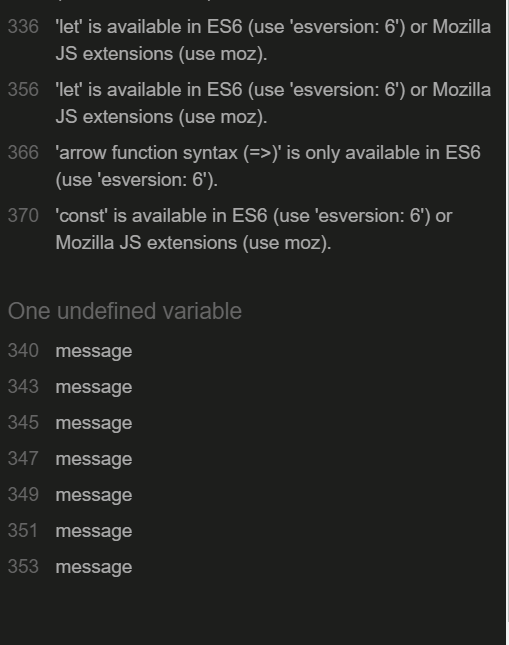 336 'let' is available in ES6 (use 'esversion: 6') or Mozilla
JS extensions (use moz).
356 'let' is available in ES6 (use 'esversion: 6') or Mozilla
JS extensions (use moz).
366 'arrow function syntax (=>)' is only available in ES6
(use 'esversion: 6').
370 'const' is available in ES6 (use 'esversion: 6') or
Mozilla JS extensions (use moz).
One undefined variable
340 message
343 message
345 message
347 message
349 message
351 message
353 message